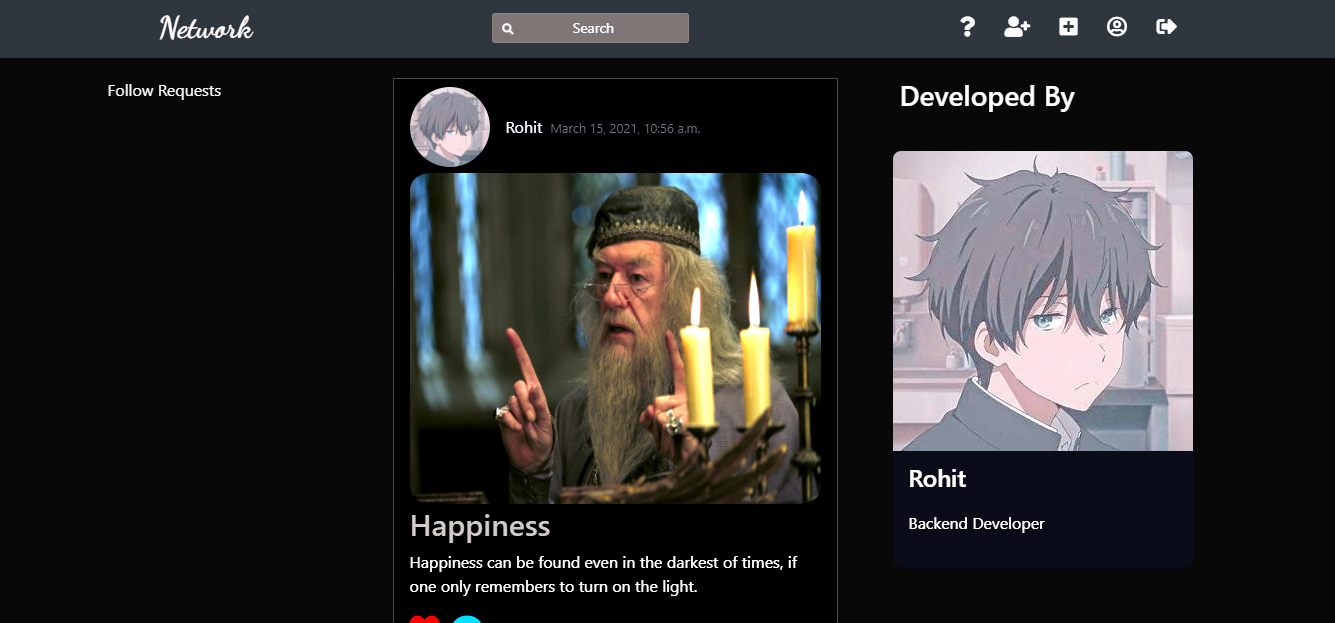 Network
Search
Follow Requests
Rohit March 15, 2021, 10:56 a.m.
Happiness
Happiness can be found even in the darkest of times, if
one only remembers to turn on the light.
Developed By
Rohit
Backend Developer